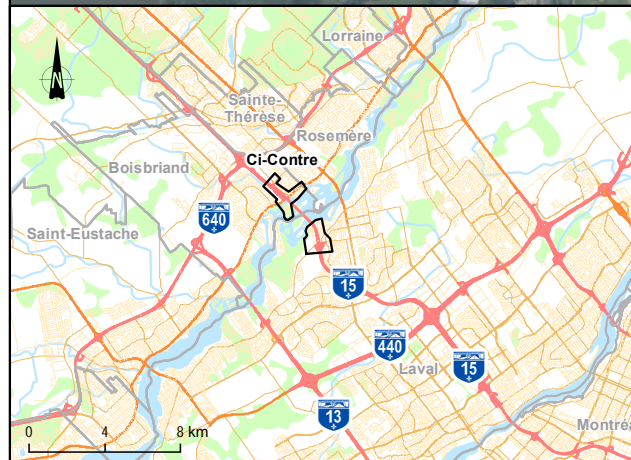 N
Lorraine
Sainte-
Thérèse
Rosemère
Ci-Contre
Boisbriand
640
Saint-Eustache
15
440
Laval
15
13
Montré
0 4 8 km